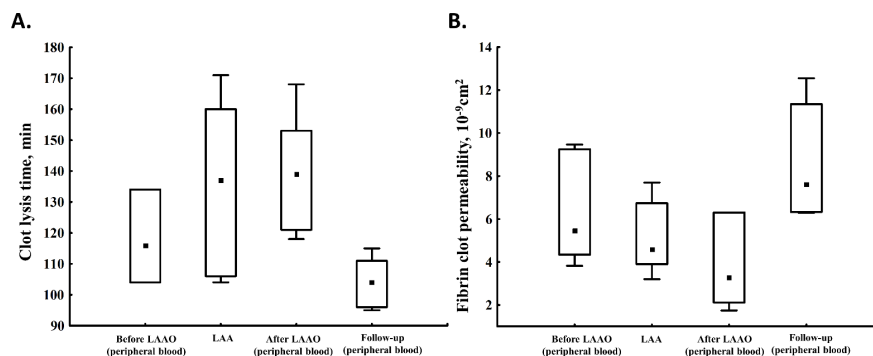 A.
B.
Clot lysis time, min
180
170
160
150
140
130
120
110
100
90
Before LAAO
(peripheral blood)
LAA
After LAAO
(peripheral blood)
Follow-up
(peripheral blood)
Fibrin clot permeability, 10⁻⁹cm²
14
12
10
8
6
4
2
Before LAAO
(peripheral blood)
LAA
After LAAO
(peripheral blood)
Follow-up
(peripheral blood)